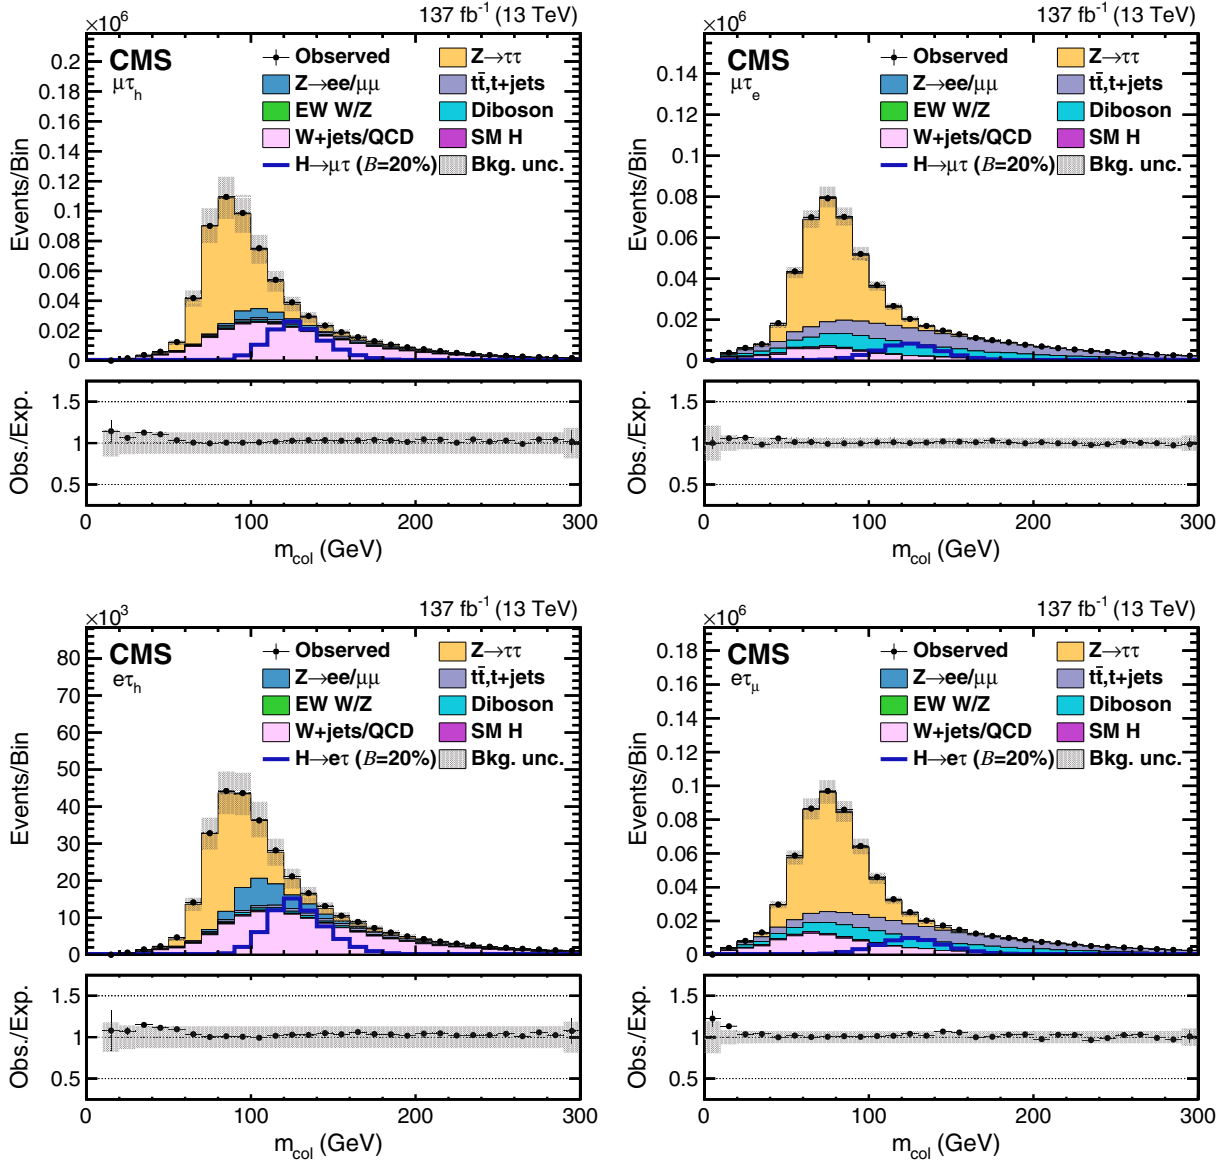 ×10⁶ 137 fb⁻¹ (13 TeV)
CMS
μτₕ
Observed Z→ττ
Z→ee/μμ tt̄,t+jets
EW W/Z Diboson
W+jets/QCD SM H
H→μτ (B=20%) Bkg. unc.
Events/Bin
0.2
0.18
0.16
0.14
0.12
0.1
0.08
0.06
0.04
0.02
0
Obs./Exp.
1.5
1
0.5
0 100 200 300
m_col (GeV)
×10⁶ 137 fb⁻¹ (13 TeV)
CMS
μτₑ
Observed Z→ττ
Z→ee/μμ tt̄,t+jets
EW W/Z Diboson
W+jets/QCD SM H
H→μτ (B=20%) Bkg. unc.
Events/Bin
0.14
0.12
0.1
0.08
0.06
0.04
0.02
0
Obs./Exp.
1.5
1
0.5
0 100 200 300
m_col (GeV)
×10³ 137 fb⁻¹ (13 TeV)
CMS
eτₕ
Observed Z→ττ
Z→ee/μμ tt̄,t+jets
EW W/Z Diboson
W+jets/QCD SM H
H→eτ (B=20%) Bkg. unc.
Events/Bin
80
70
60
50
40
30
20
10
0
Obs./Exp.
1.5
1
0.5
0 100 200 300
m_col (GeV)
×10⁶ 137 fb⁻¹ (13 TeV)
CMS
eτ_μ
Observed Z→ττ
Z→ee/μμ tt̄,t+jets
EW W/Z Diboson
W+jets/QCD SM H
H→eτ (B=20%) Bkg. unc.
Events/Bin
0.18
0.16
0.14
0.12
0.1
0.08
0.06
0.04
0.02
0
Obs./Exp.
1.5
1
0.5
0 100 200 300
m_col (GeV)